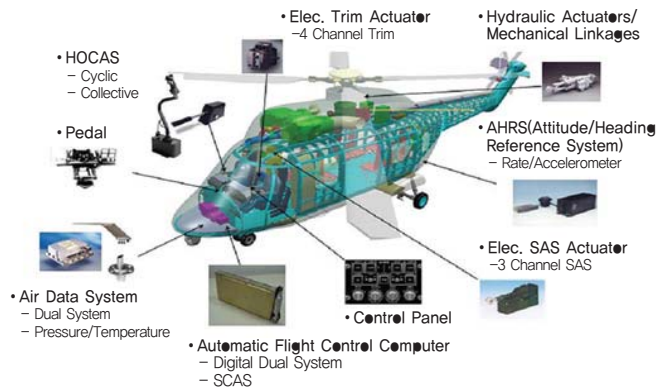 • Elec. Trim Actuator
-4 Channel Trim
• Hydraulic Actuators/
Mechanical Linkages
• HOCAS
- Cyclic
- Collective
• Pedal
• AHRS(Attitude/Heading
Reference System)
- Rate/Accelerometer
• Elec. SAS Actuator
-3 Channel SAS
• Air Data System
- Dual System
- Pressure/Temperature
• Control Panel
• Automatic Flight Control Computer
- Digital Dual System
- SCAS